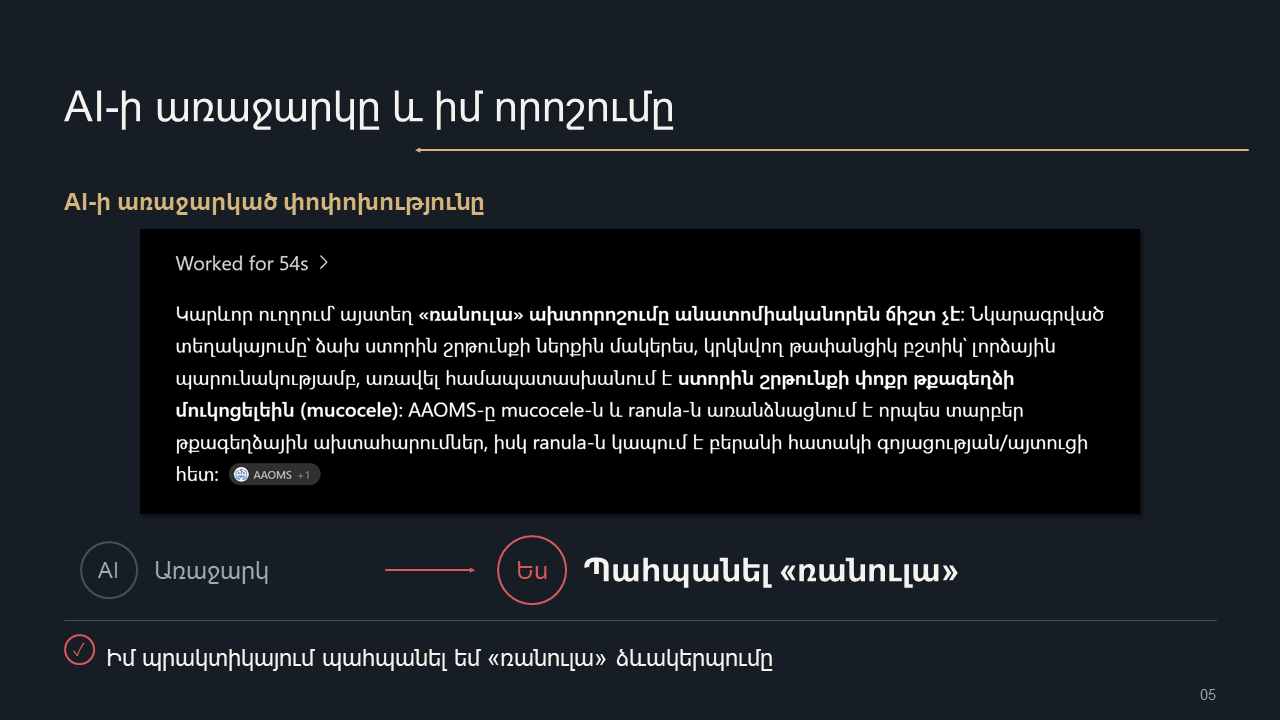 AI-ի առաջարկը և իմ որոշումը
AI-ի առաջարկած փոփոխությունը
Worked for 54s >
Կարևոր ուղղում՝ այստեղ «ռանուլա» ախտորոշումը անատոմիականորեն ճիշտ չէ։ Նկարագրված
տեղակայումը՝ ձախ ստորին շրթունքի ներքին մակերես, կրկնվող թափանցիկ բշտիկ՝ լորձային
պարունակությամբ, առավել համապատասխանում է ստորին շրթունքի փոքր թքագեղձի
մուկոցելեին (mucocele)։ AAOMS-ը mucocele-ն և ranula-ն առանձնացնում է որպես տարբեր
թքագեղձային ախտահարումներ, իսկ ranula-ն կապում է բերանի հատակի գոյացության/այտուցի
հետ։ AAOMS +1
AI Առաջարկ
Ես Պահպանել «ռանուլա»
✓ Իմ պրակտիկայում պահպանել եմ «ռանուլա» ձևակերպումը
05